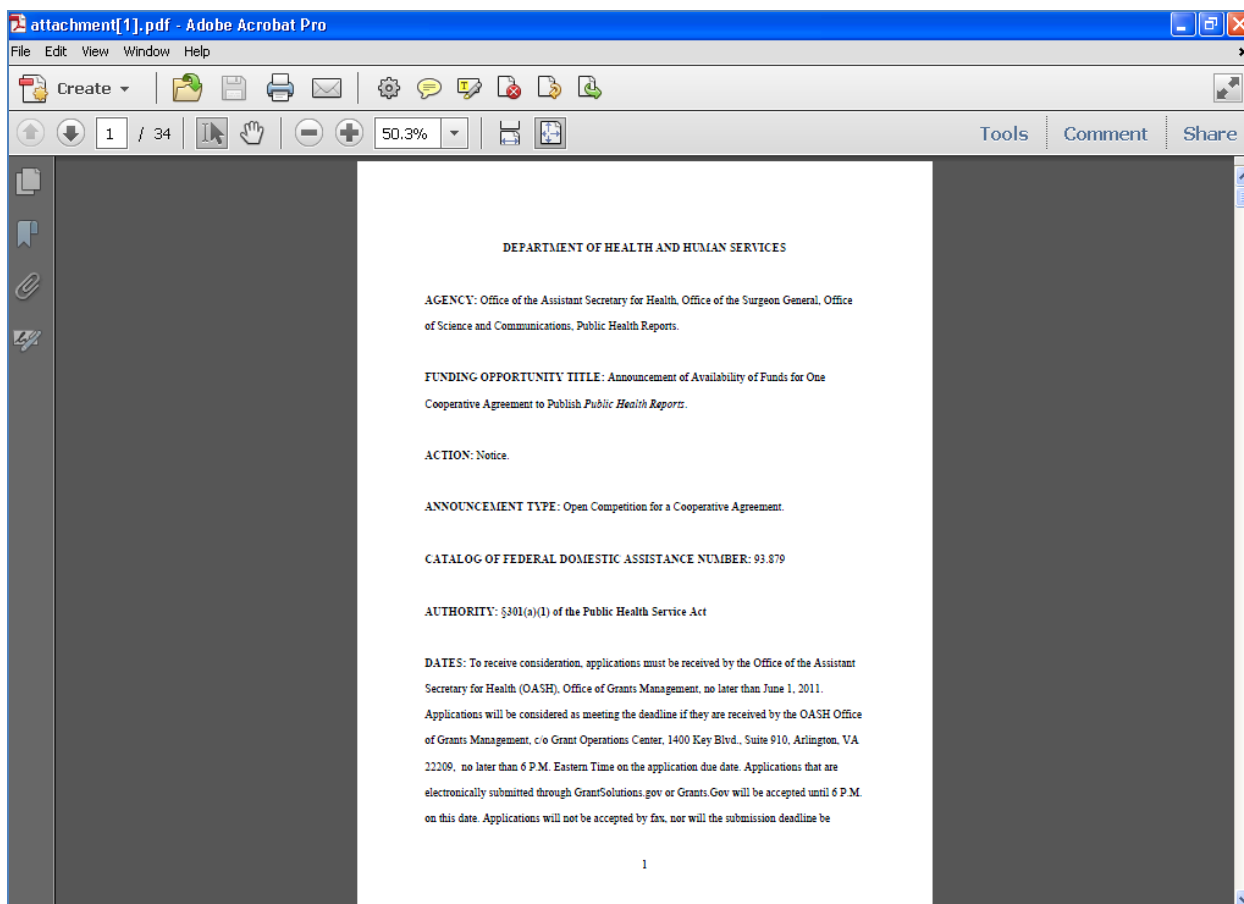 attachment[1].pdf - Adobe Acrobat Pro
File Edit View Window Help
Create
1 / 34 50.3% Tools Comment Share
DEPARTMENT OF HEALTH AND HUMAN SERVICES
AGENCY: Office of the Assistant Secretary for Health, Office of the Surgeon General, Office
of Science and Communications, Public Health Reports.
FUNDING OPPORTUNITY TITLE: Announcement of Availability of Funds for One
Cooperative Agreement to Publish Public Health Reports.
ACTION: Notice.
ANNOUNCEMENT TYPE: Open Competition for a Cooperative Agreement.
CATALOG OF FEDERAL DOMESTIC ASSISTANCE NUMBER: 93.879
AUTHORITY: §301(a)(1) of the Public Health Service Act
DATES: To receive consideration, applications must be received by the Office of the Assistant
Secretary for Health (OASH), Office of Grants Management, no later than June 1, 2011.
Applications will be considered as meeting the deadline if they are received by the OASH Office
of Grants Management, c/o Grant Operations Center, 1400 Key Blvd., Suite 910, Arlington, VA
22209, no later than 6 P.M. Eastern Time on the application due date. Applications that are
electronically submitted through GrantSolutions.gov or Grants.Gov will be accepted until 6 P.M.
on this date. Applications will not be accepted by fax, nor will the submission deadline be
1